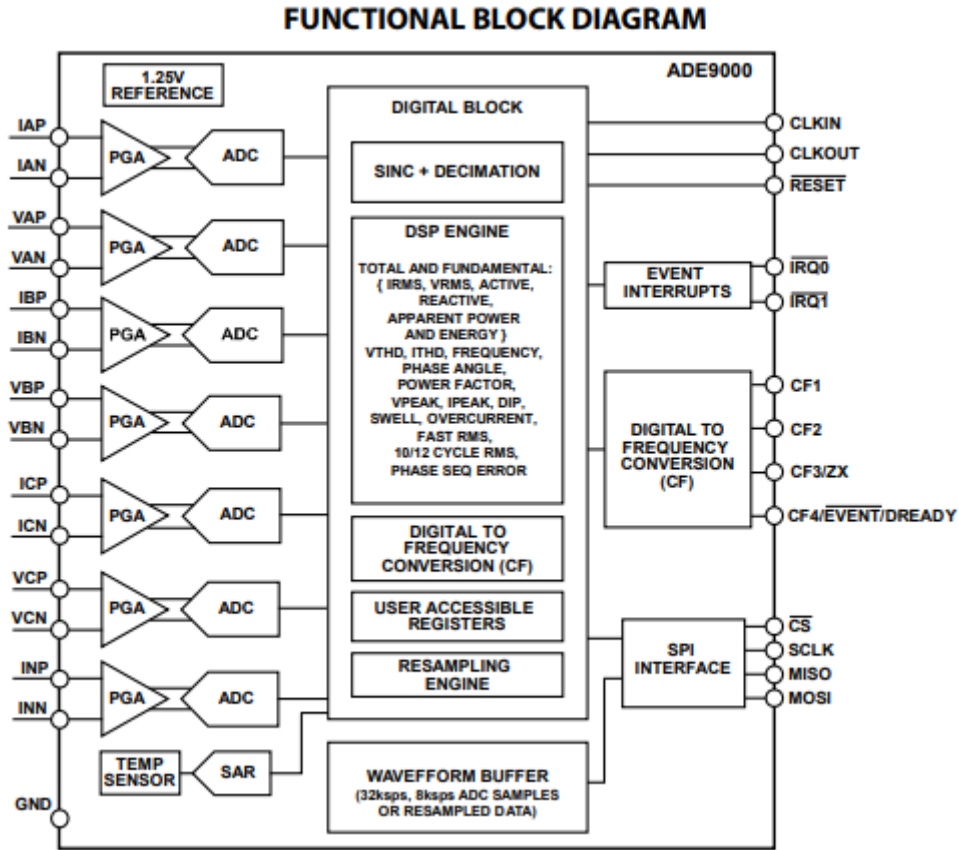 FUNCTIONAL BLOCK DIAGRAM
ADE9000
1.25V
REFERENCE
IAP
IAN
PGA
ADC
VAP
VAN
PGA
ADC
IBP
IBN
PGA
ADC
VBP
VBN
PGA
ADC
ICP
ICN
PGA
ADC
VCP
VCN
PGA
ADC
INP
INN
PGA
ADC
TEMP
SENSOR
SAR
GND
DIGITAL BLOCK
SINC + DECIMATION
DSP ENGINE
TOTAL AND FUNDAMENTAL:
{ IRMS, VRMS, ACTIVE,
REACTIVE,
APPARENT POWER
AND ENERGY }
VTHD, ITHD, FREQUENCY,
PHASE ANGLE,
POWER FACTOR,
VPEAK, IPEAK, DIP,
SWELL, OVERCURRENT,
FAST RMS,
10/12 CYCLE RMS,
PHASE SEQ ERROR
DIGITAL TO
FREQUENCY
CONVERSION (CF)
USER ACCESSIBLE
REGISTERS
RESAMPLING
ENGINE
WAVEFFORM BUFFER
(32ksps, 8ksps ADC SAMPLES
OR RESAMPLED DATA)
CLKIN
CLKOUT
RESET
EVENT
INTERRUPTS
IRQ0
IRQ1
DIGITAL TO
FREQUENCY
CONVERSION
(CF)
CF1
CF2
CF3/ZX
CF4/EVENT/DREADY
SPI
INTERFACE
CS
SCLK
MISO
MOSI